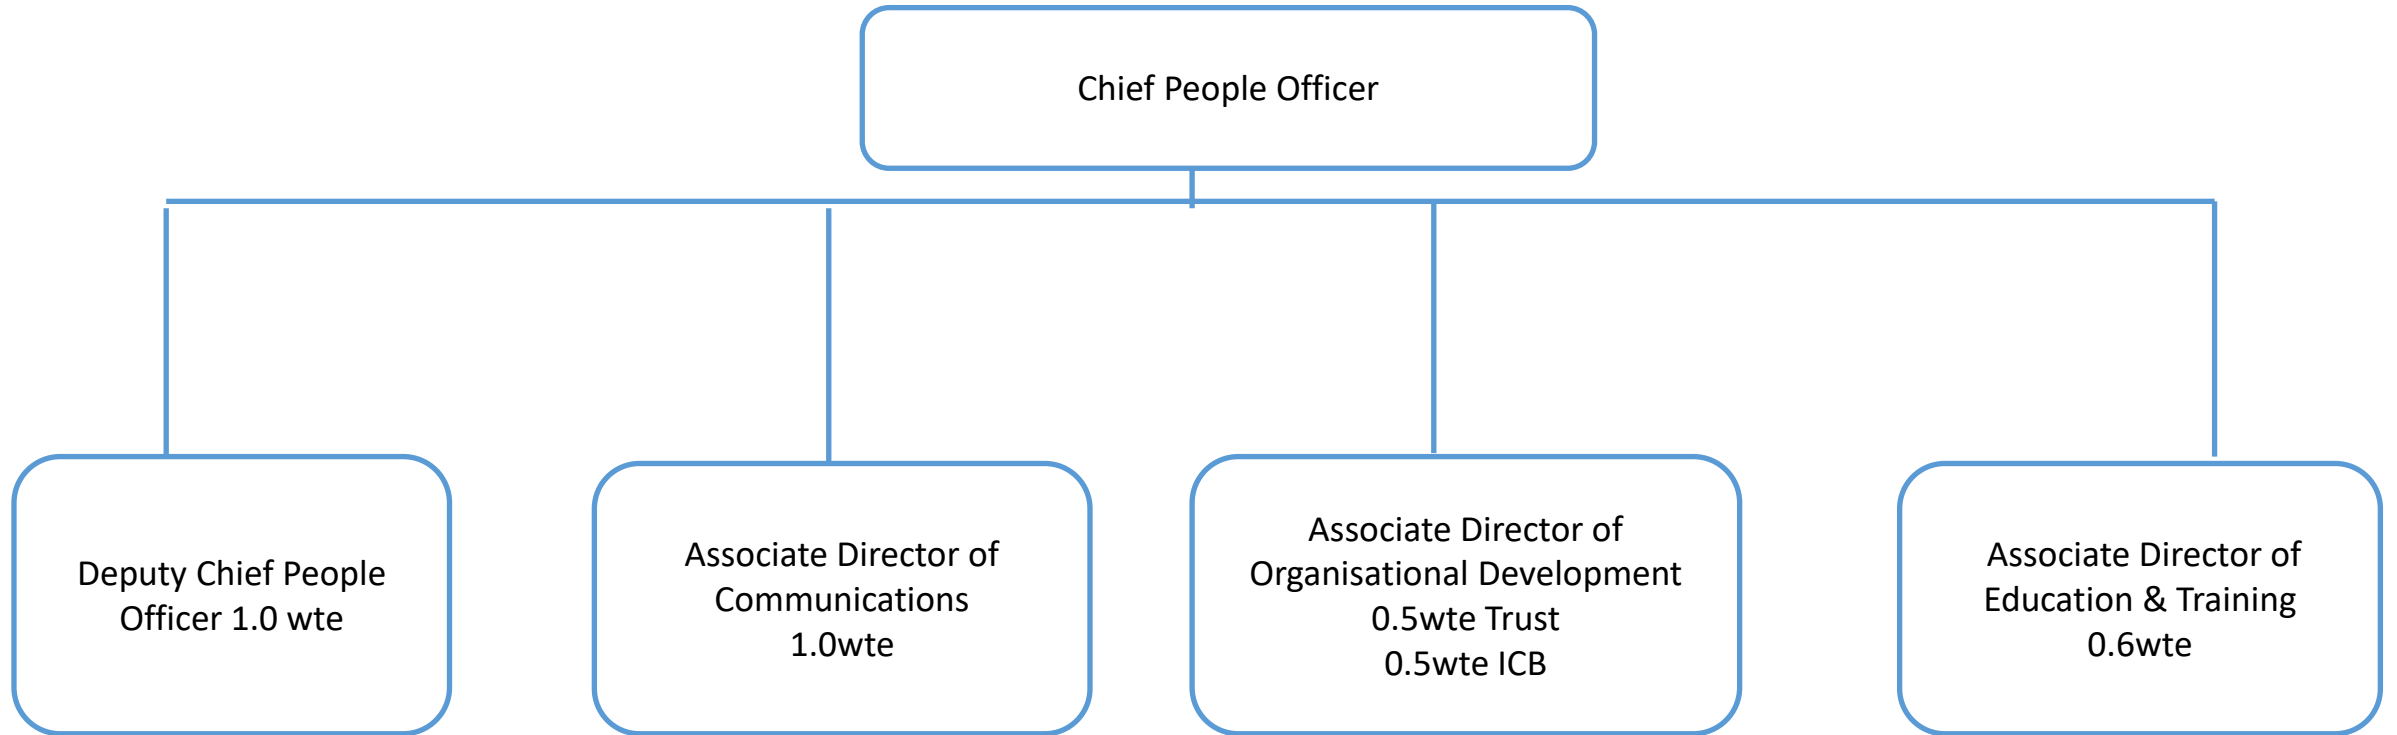 Chief People Officer
Deputy Chief People
Officer 1.0 wte
Associate Director of
Communications
1.0wte
Associate Director of
Organisational Development
0.5wte Trust
0.5wte ICB
Associate Director of
Education & Training
0.6wte